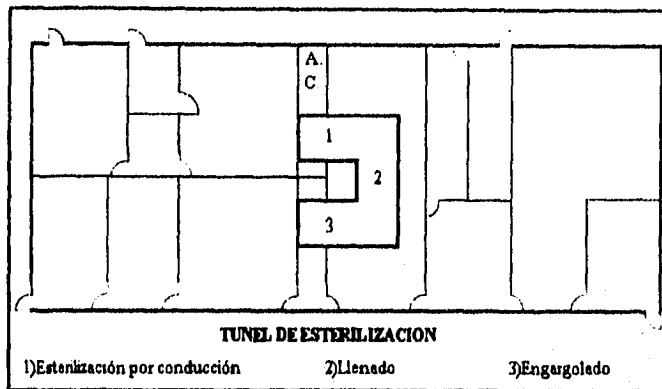 A.
C
1
2
3
TUNEL DE ESTERILIZACION
1)Esterilización por conducción 2)Llenado 3)Engargolado